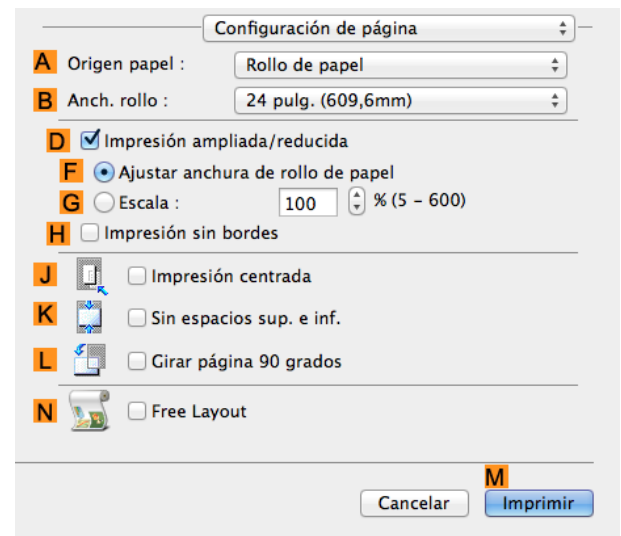 Configuración de página
A Origen papel : Rollo de papel
B Anch. rollo : 24 pulg. (609,6mm)
D Impresión ampliada/reducida
F Ajustar anchura de rollo de papel
G Escala : 100 % (5 – 600)
H Impresión sin bordes
J Impresión centrada
K Sin espacios sup. e inf.
L Girar página 90 grados
N Free Layout
M
Cancelar Imprimir